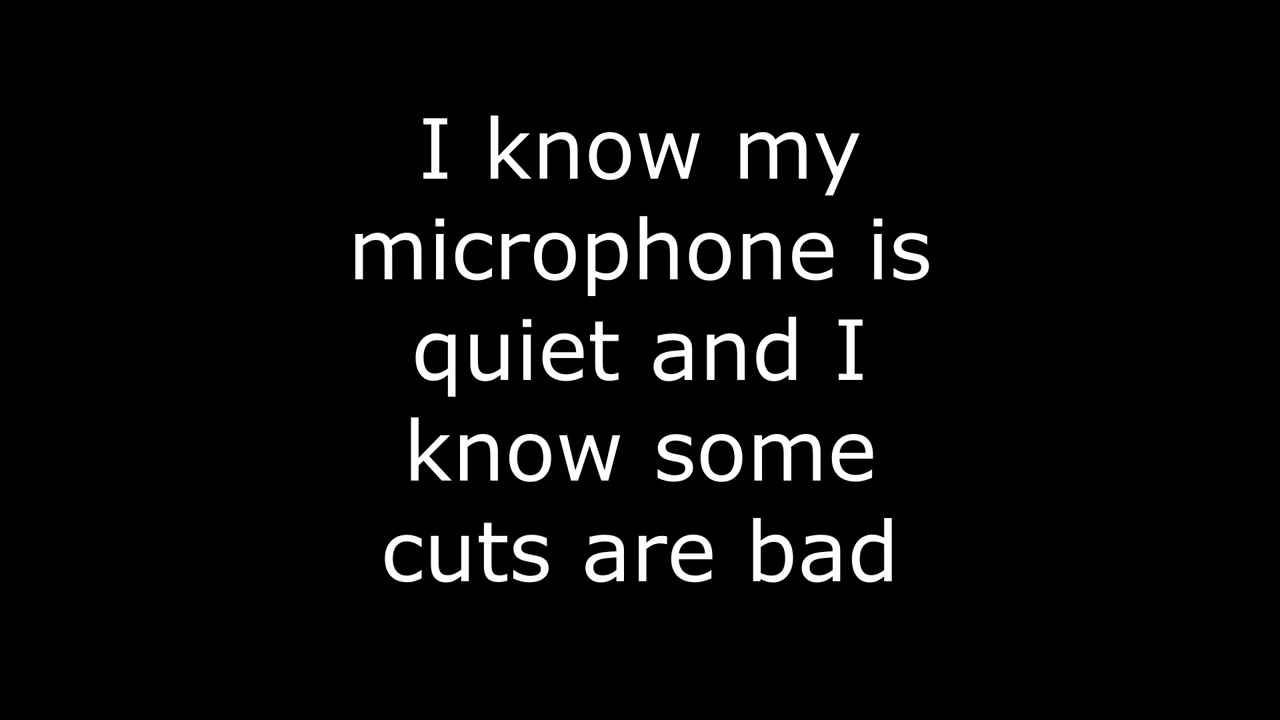 I know my
microphone is
quiet and I
know some
cuts are bad